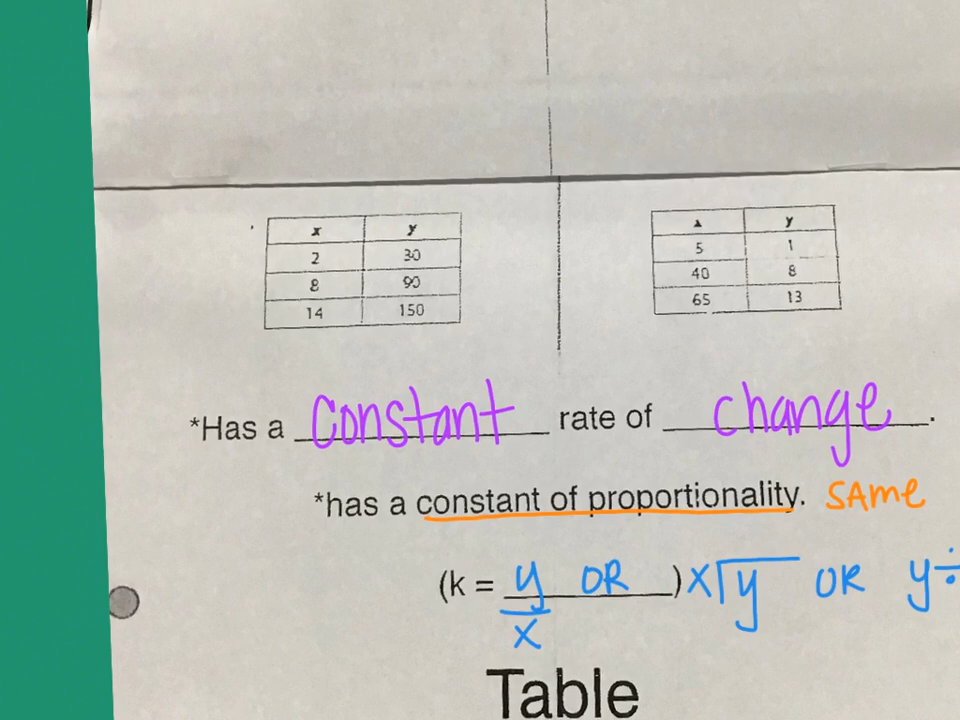 x y
2 30
8 90
14 150
y
5 1
40 8
65 13
*Has a constant rate of change.
*has a constant of proportionality. SAME
(k = y/x OR ) x√y OR y÷
Table